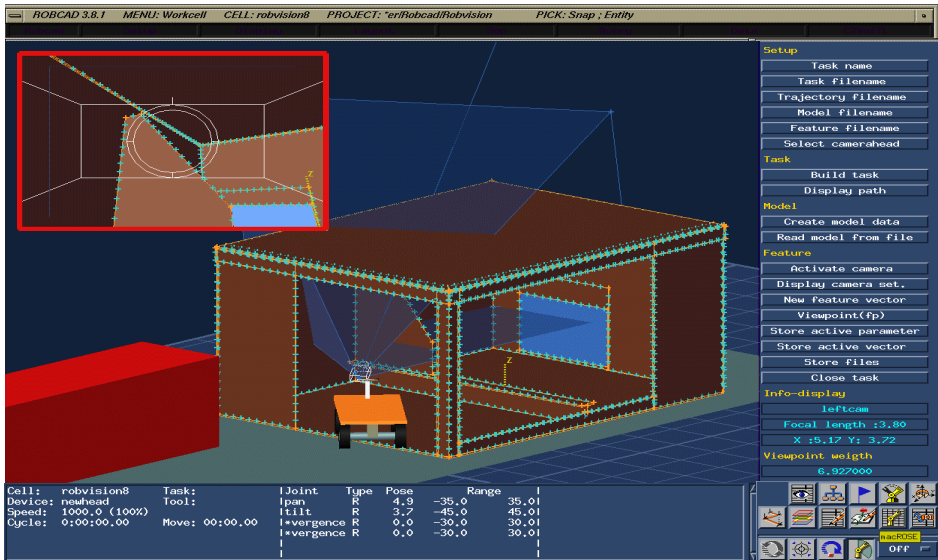 ROBCAD 3.8.1 MENU: Workcell CELL: robvision8 PROJECT: ˜er/Robcad/Robvision PICK: Snap ; Entity
Setup
Task name
Task filename
Trajectory filename
Model filename
Feature filename
Select camerahead
Task
Build task
Display path
Model
Create model data
Read model from file
Feature
Activate camera
Display camera set.
New feature vector
Viewpoint(fp)
Store active parameter
Store active vector
Store files
Close task
Info-display
leftcam
Focal length :3.80
X :5.17 Y: 3.72
Viewpoint weigth
6.927000
Z
Z
Cell: robvision8 Task: |Joint Type Pose Range |
Device: newhead Tool: |pan R 4.9 -35.0 35.0|
Speed: 1000.0 (100%) |tilt R 3.7 -45.0 45.0|
Cycle: 0:00:00.00 Move: 00:00.00 |*vergence R 0.0 -30.0 30.0|
|*vergence R 0.0 -30.0 30.0|
macROSE
Off